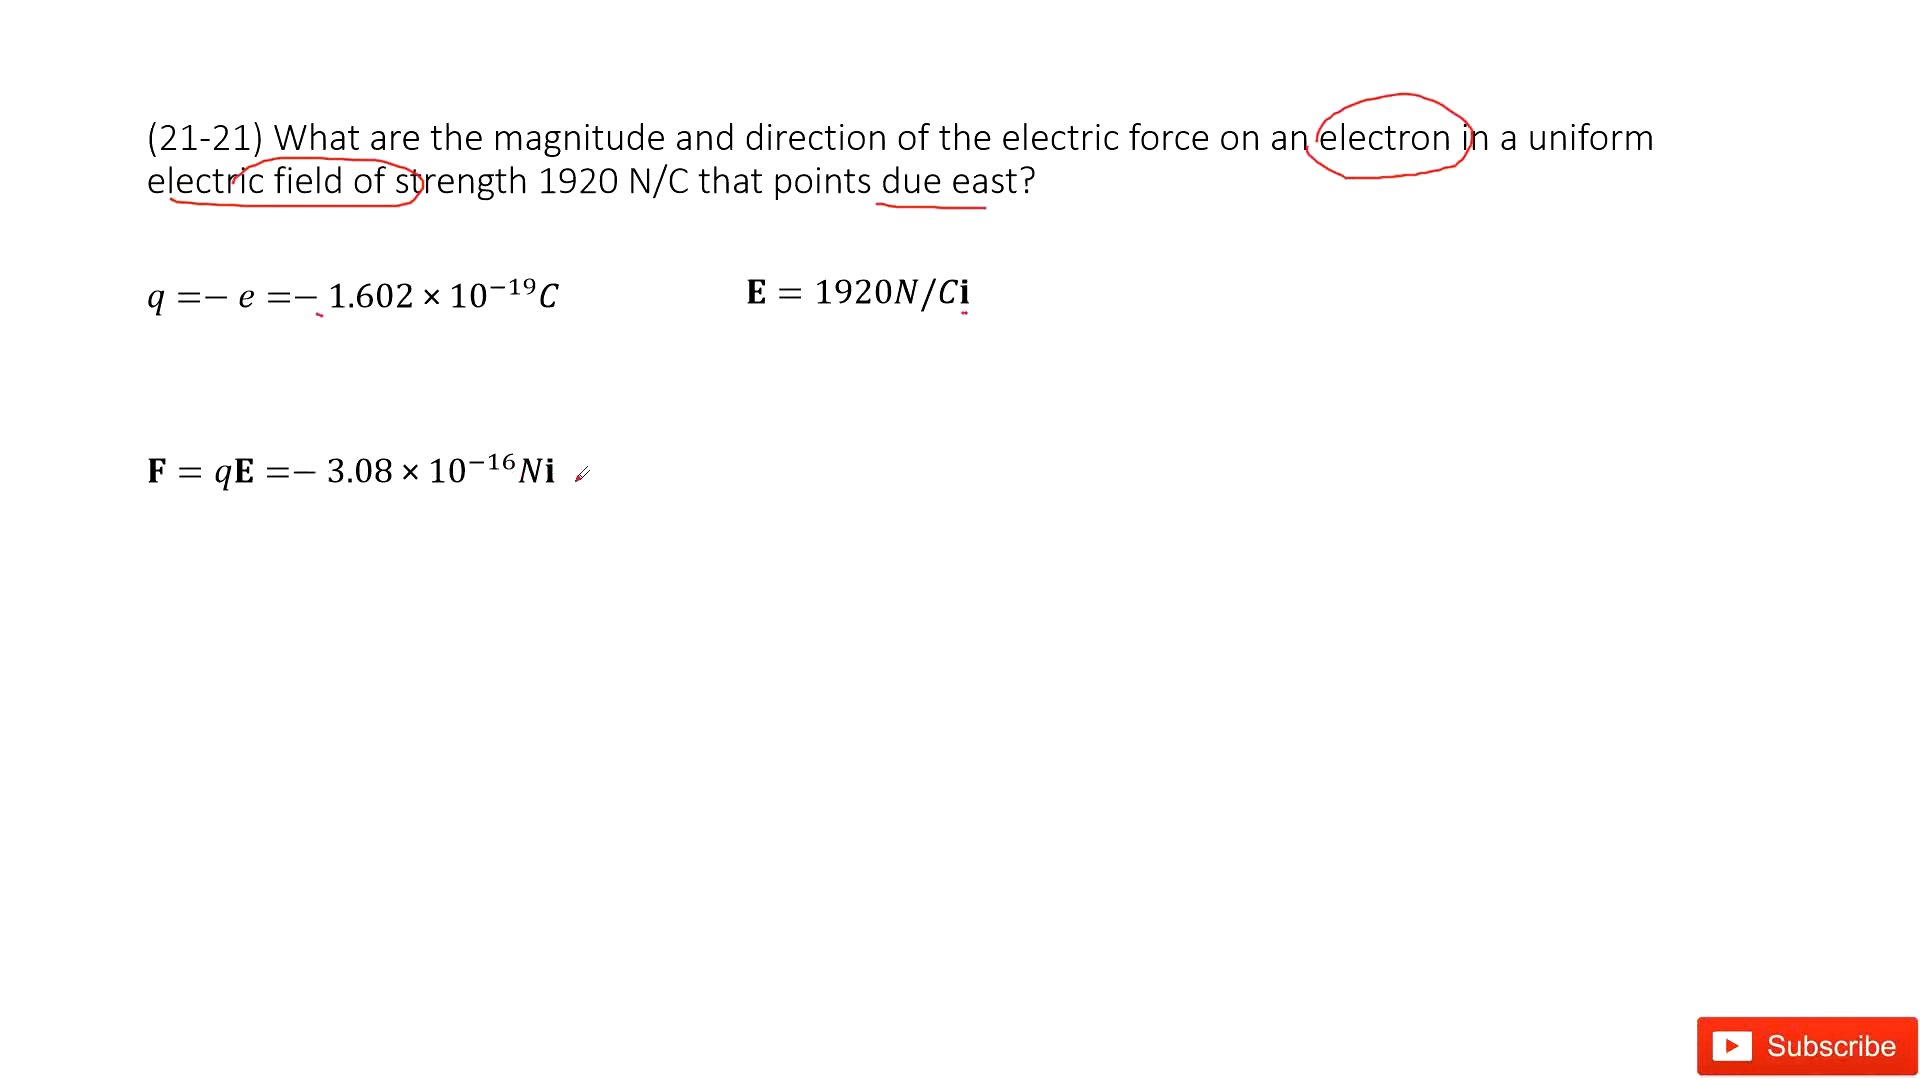 (21-21) What are the magnitude and direction of the electric force on an electron in a uniform
electric field of strength 1920 N/C that points due east?
q =− e =− 1.602 × 10⁻¹⁹C
E = 1920N/Ci
F = qE =− 3.08 × 10⁻¹⁶Ni
Subscribe